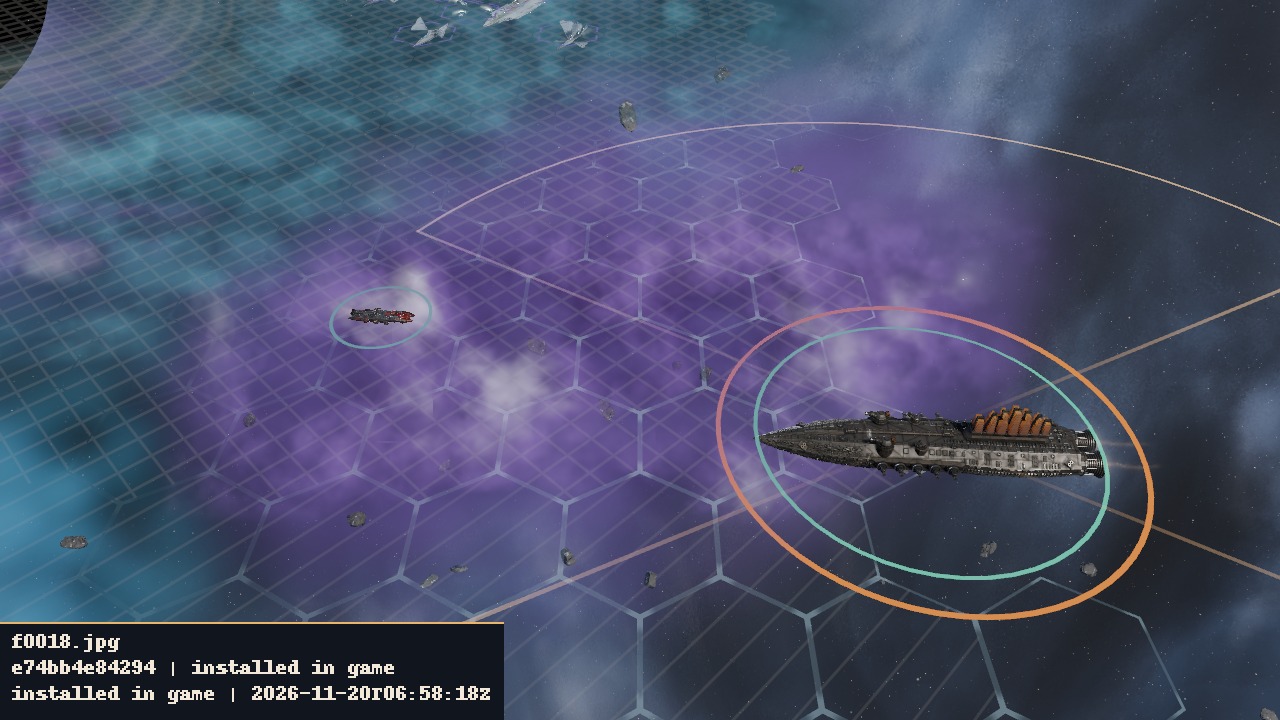 f0018.jpg
e74bb4e84294 | installed in game
installed in game | 2026-11-20T06:58:18Z